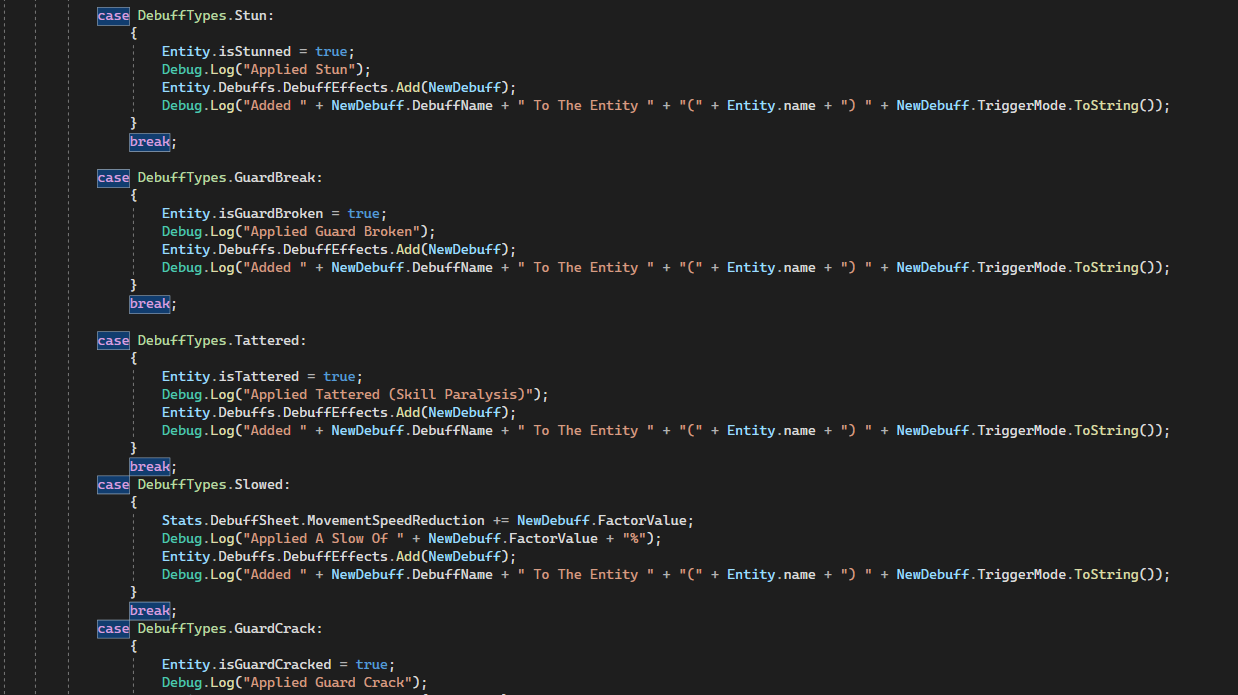 case DebuffTypes.Stun:
{
Entity.isStunned = true;
Debug.Log("Applied Stun");
Entity.Debuffs.DebuffEffects.Add(NewDebuff);
Debug.Log("Added " + NewDebuff.DebuffName + " To The Entity " + "(" + Entity.name + ") " + NewDebuff.TriggerMode.ToString());
}
break;
case DebuffTypes.GuardBreak:
{
Entity.isGuardBroken = true;
Debug.Log("Applied Guard Broken");
Entity.Debuffs.DebuffEffects.Add(NewDebuff);
Debug.Log("Added " + NewDebuff.DebuffName + " To The Entity " + "(" + Entity.name + ") " + NewDebuff.TriggerMode.ToString());
}
break;
case DebuffTypes.Tattered:
{
Entity.isTattered = true;
Debug.Log("Applied Tattered (Skill Paralysis)");
Entity.Debuffs.DebuffEffects.Add(NewDebuff);
Debug.Log("Added " + NewDebuff.DebuffName + " To The Entity " + "(" + Entity.name + ") " + NewDebuff.TriggerMode.ToString());
}
break;
case DebuffTypes.Slowed:
{
Stats.DebuffSheet.MovementSpeedReduction += NewDebuff.FactorValue;
Debug.Log("Applied A Slow Of " + NewDebuff.FactorValue + "%");
Entity.Debuffs.DebuffEffects.Add(NewDebuff);
Debug.Log("Added " + NewDebuff.DebuffName + " To The Entity " + "(" + Entity.name + ") " + NewDebuff.TriggerMode.ToString());
}
break;
case DebuffTypes.GuardCrack:
{
Entity.isGuardCracked = true;
Debug.Log("Applied Guard Crack");